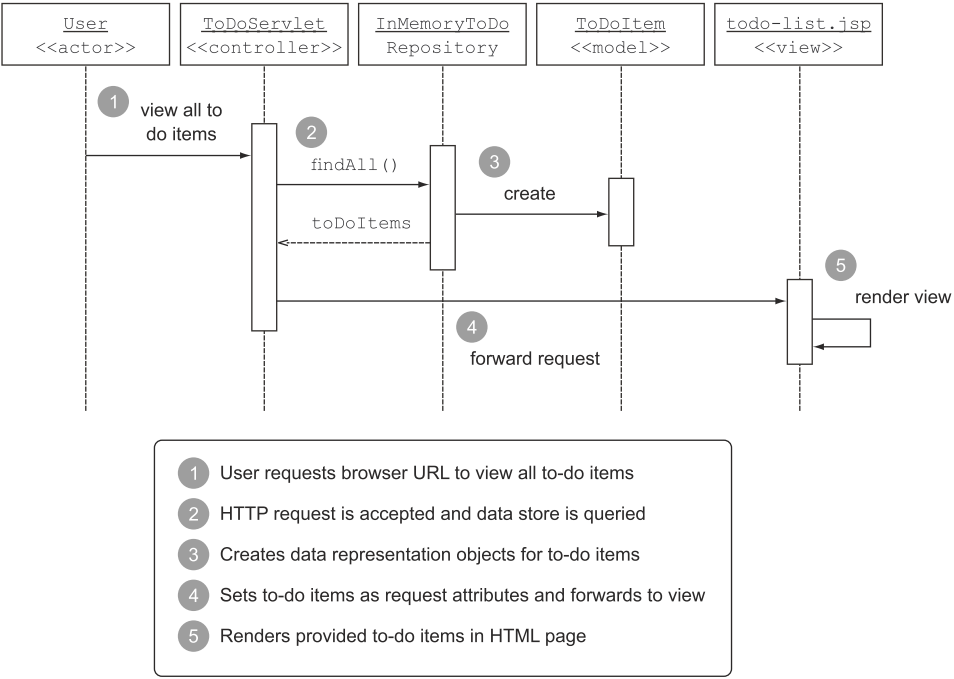 User
<<actor>>
ToDoServlet
<<controller>>
InMemoryToDo
Repository
ToDoItem
<<model>>
todo-list.jsp
<<view>>
1
view all to
do items
2
findAll()
3
create
toDoItems
5
render view
4
forward request
1 User requests browser URL to view all to-do items
2 HTTP request is accepted and data store is queried
3 Creates data representation objects for to-do items
4 Sets to-do items as request attributes and forwards to view
5 Renders provided to-do items in HTML page